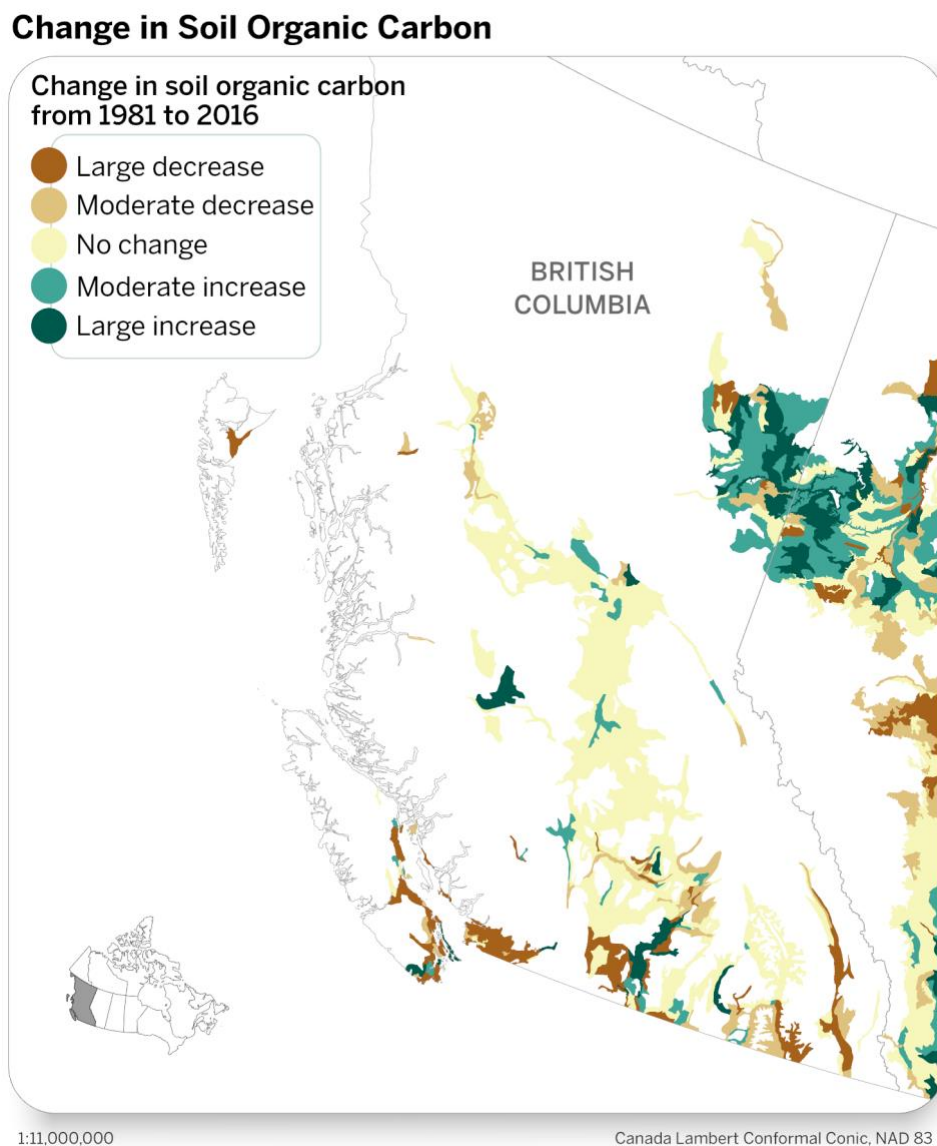 Change in Soil Organic Carbon
Change in soil organic carbon
from 1981 to 2016
Large decrease
Moderate decrease
No change
Moderate increase
Large increase
BRITISH
COLUMBIA
1:11,000,000
Canada Lambert Conformal Conic, NAD 83